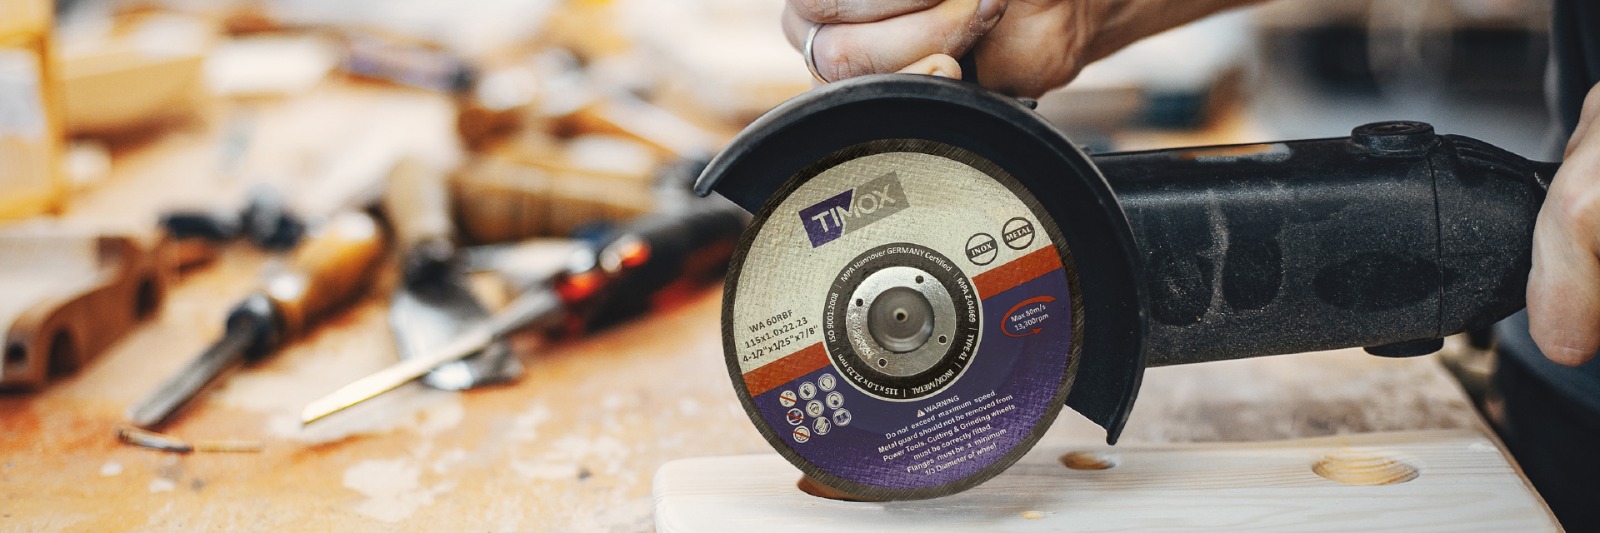 TIMOX
INOX
METAL
WA 60RBF
115x1.0x22.23
4-1/2"x1/25"x7/8"
Max 80m/s
13,300rpm
MPA Hannover GERMANY Certified | MPA Z-04669 | TYPE 41 | INOX/METAL | 115 x 1.0 x 22.23 mm | ISO 9001:2008 |
WARNING
Do not exceed maximum speed
Metal guard should not be removed from
Power Tools, Cutting & Grinding wheels
must be correctly fitted.
Flanges must be a minimum
1/3 Diameter of wheel